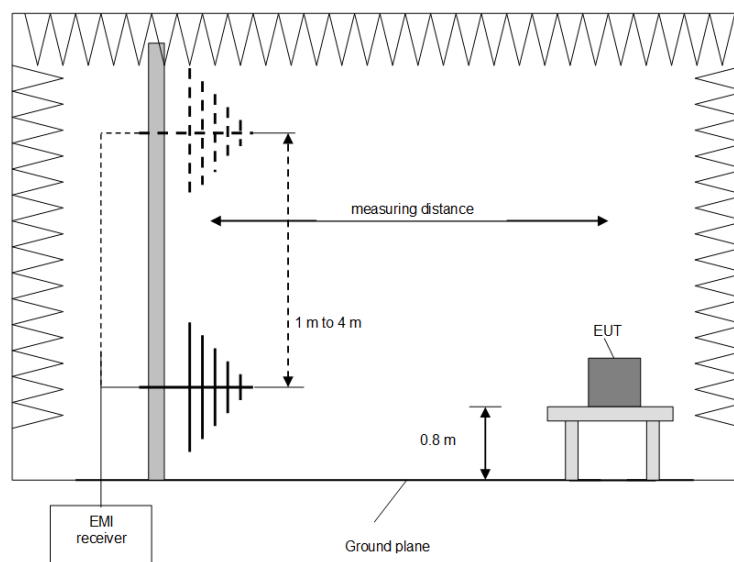 measuring distance
1 m to 4 m
EUT
0.8 m
EMI
receiver
Ground plane